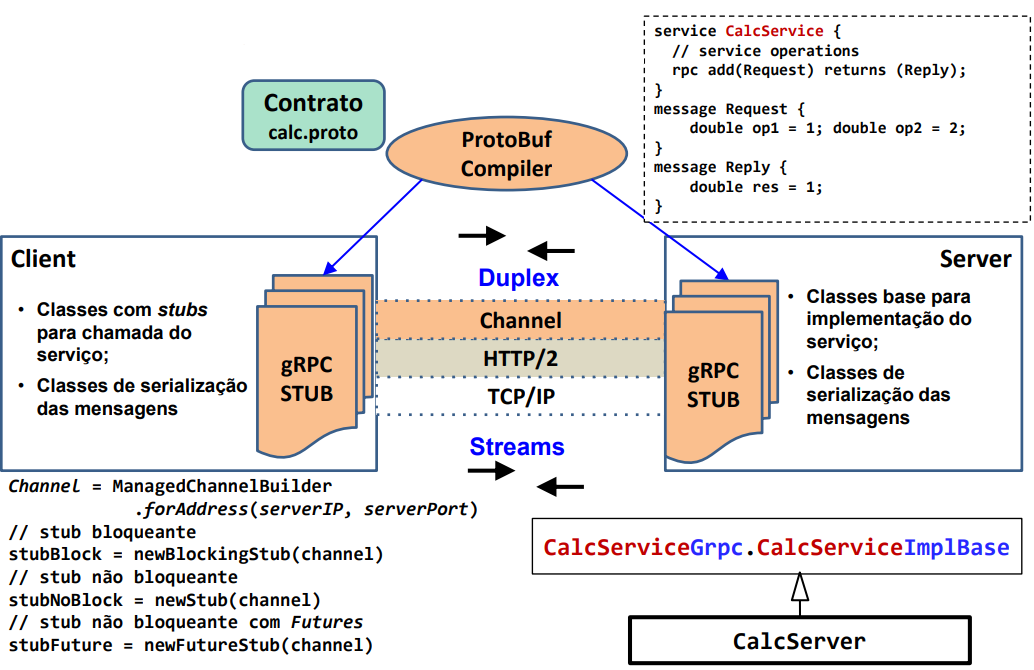 service CalcService {
// service operations
rpc add(Request) returns (Reply);
}
message Request {
double op1 = 1; double op2 = 2;
}
message Reply {
double res = 1;
}
Contrato
calc.proto
ProtoBuf
Compiler
Client
• Classes com stubs
para chamada do
serviço;
• Classes de serialização
das mensagens
gRPC
STUB
Duplex
Channel
HTTP/2
TCP/IP
Streams
Server
• Classes base para
implementação do
serviço;
• Classes de
serialização das
mensagens
gRPC
STUB
Channel = ManagedChannelBuilder
.forAddress(serverIP, serverPort)
// stub bloqueante
stubBlock = newBlockingStub(channel)
// stub não bloqueante
stubNoBlock = newStub(channel)
// stub não bloqueante com Futures
stubFuture = newFutureStub(channel)
CalcServiceGrpc.CalcServiceImplBase
CalcServer